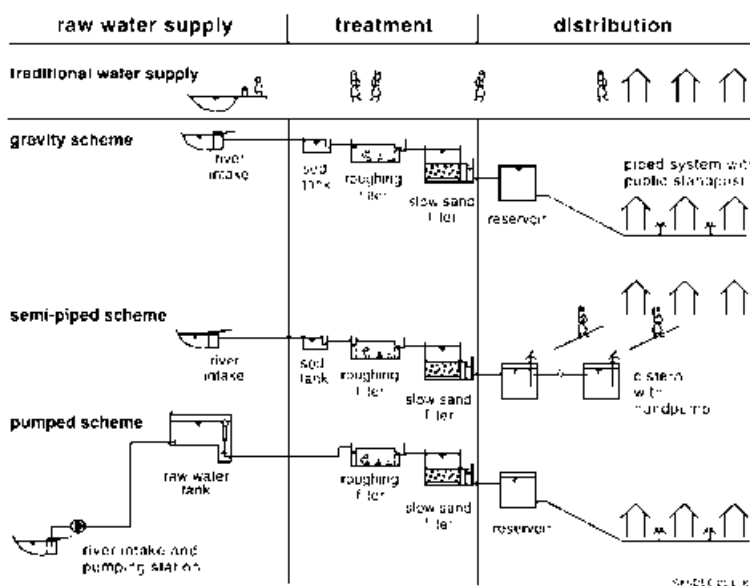 raw water supply
treatment
distribution
traditional water supply
gravity scheme
river
intake
sed
tank
roughing
filter
slow sand
filter
reservoir
piped system with
public standpost
semi-piped scheme
river
intake
sed
tank
roughing
filter
slow sand
filter
cistern
with
handpump
pumped scheme
raw water
tank
roughing
filter
slow sand
filter
reservoir
river intake and
pumping station